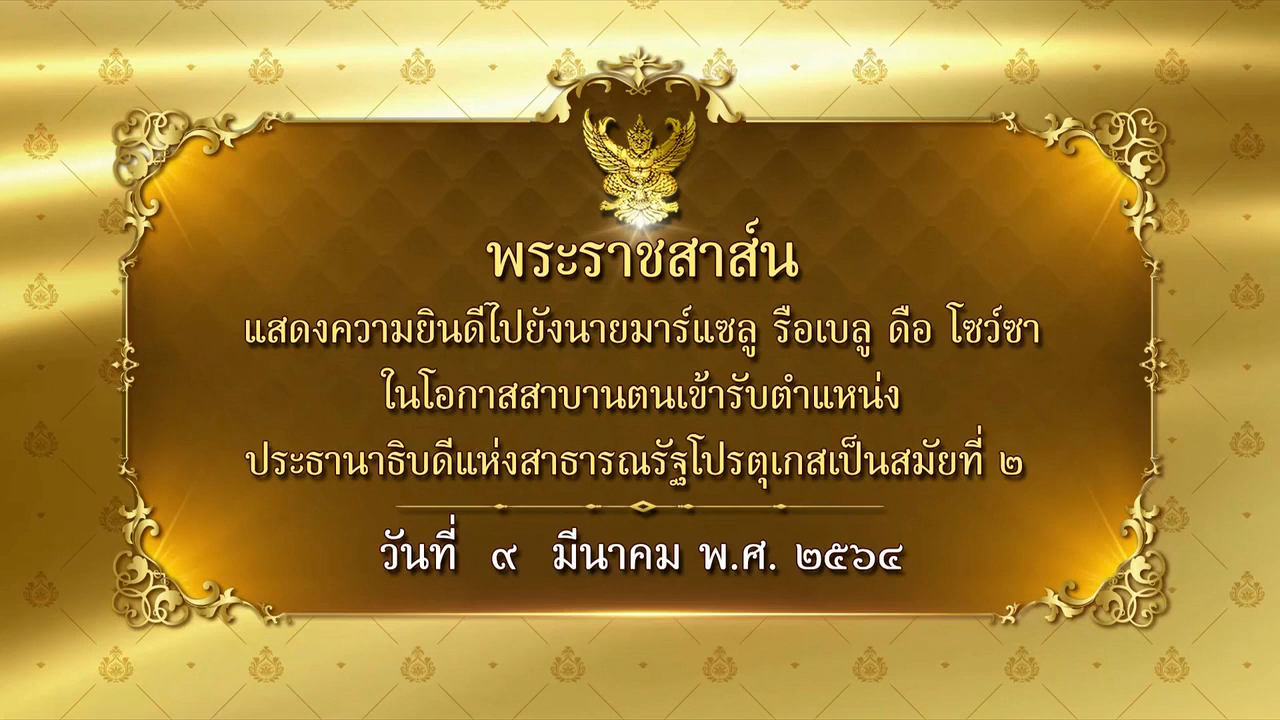 พระราชสาส์น
แสดงความยินดีไปยังนายมาร์แซลู รือเบลู ดือ โซว์ซา
ในโอกาสสาบานตนเข้ารับตำแหน่ง
ประธานาธิบดีแห่งสาธารณรัฐโปรตุเกสเป็นสมัยที่ ๒
วันที่ ๙ มีนาคม พ.ศ. ๒๕๖๔